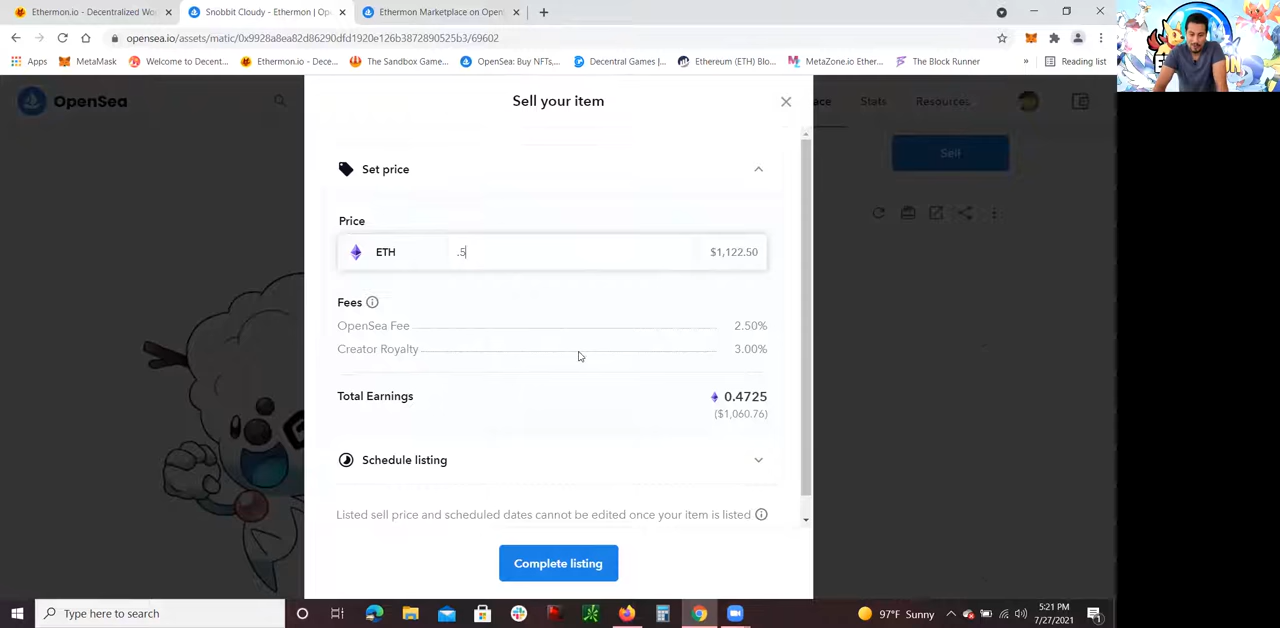 Ethermon.io - Decentralized Wo
Snobbit Cloudy - Ethermon | Op
Ethermon Marketplace on Open
opensea.io/assets/matic/0x9928a8ea82d86290dfd1920e126b3872890525b3/69602
Apps
MetaMask
Welcome to Decent...
Ethermon.io - Dece...
The Sandbox Game...
OpenSea: Buy NFTs,...
Decentral Games |...
Ethereum (ETH) Blo...
MetaZone.io Ether...
The Block Runner
»
Reading list
OpenSea
Sell your item
Stats
Resources
Sell
Set price
Price
ETH
.5
$1,122.50
Fees
OpenSea Fee
2.50%
Creator Royalty
3.00%
Total Earnings
0.4725
($1,060.76)
Schedule listing
Listed sell price and scheduled dates cannot be edited once your item is listed
Complete listing
Type here to search
97°F Sunny
5:21 PM
7/27/2021